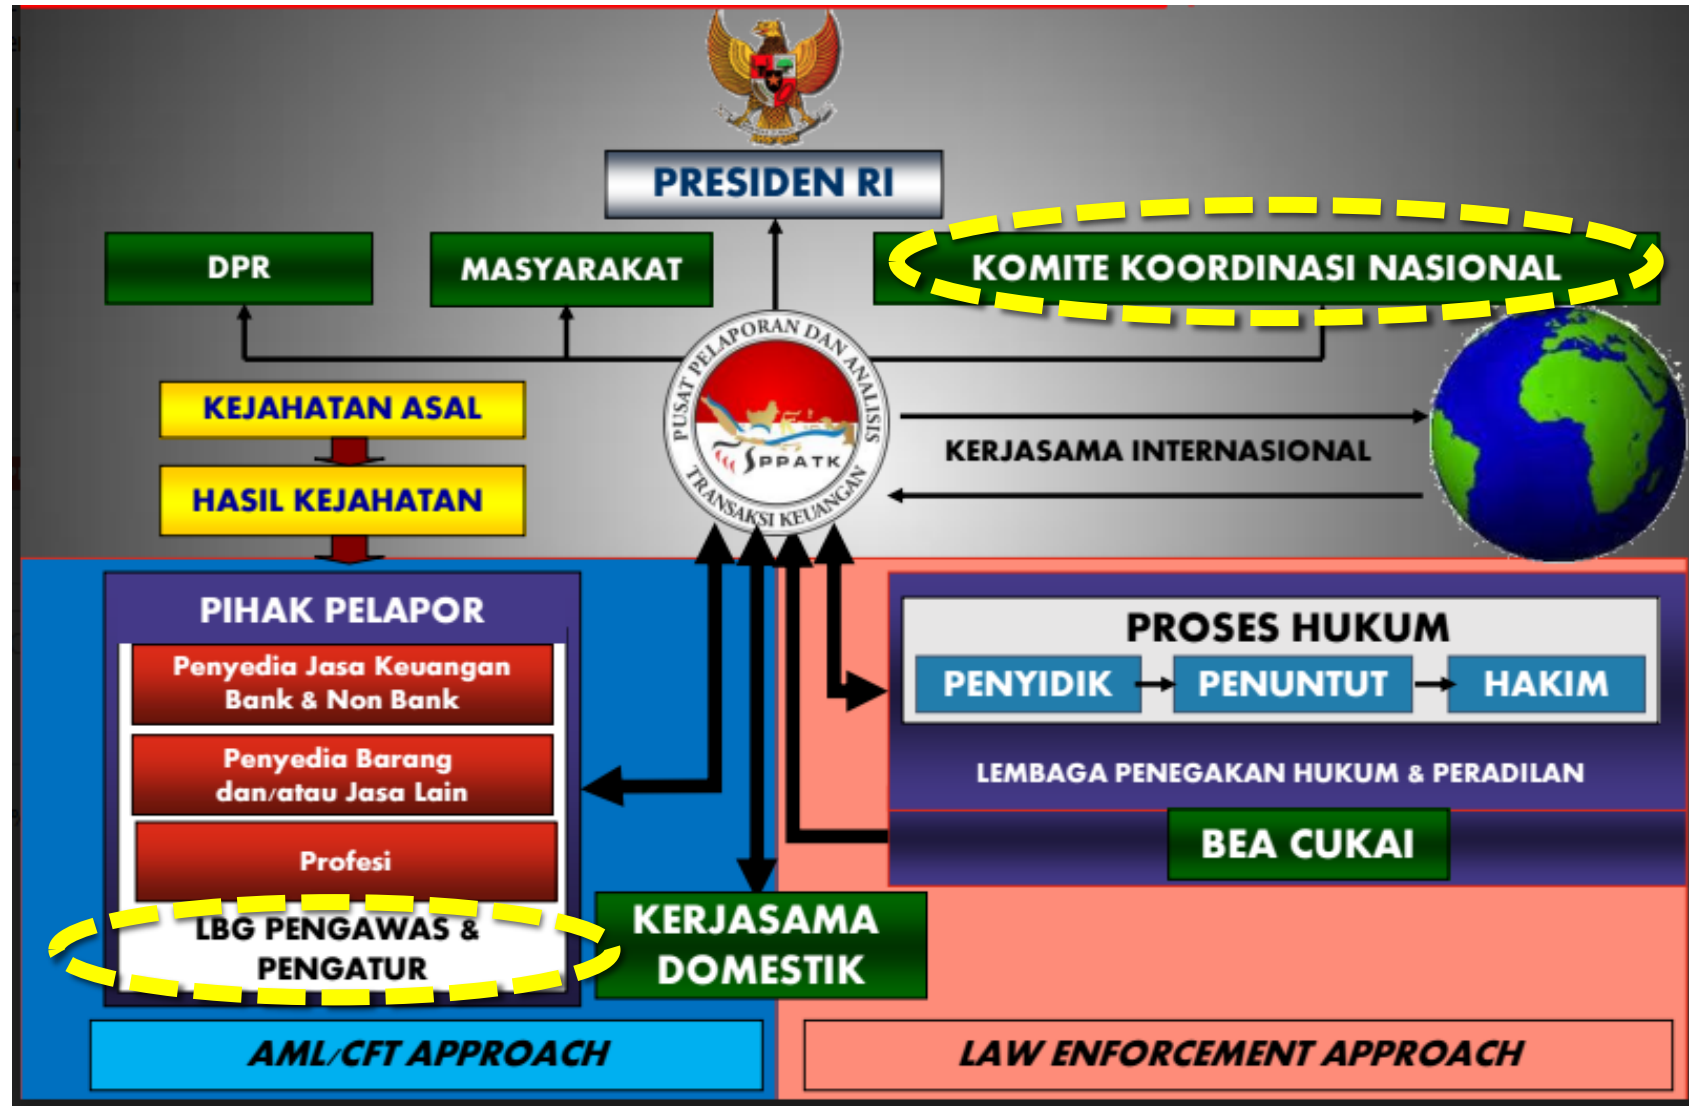 PRESIDEN RI
DPR
MASYARAKAT
KOMITE KOORDINASI NASIONAL
PUSAT PELAPORAN DAN ANALISIS
TRANSAKSI KEUANGAN
PPATK
KEJAHATAN ASAL
HASIL KEJAHATAN
KERJASAMA INTERNASIONAL
PIHAK PELAPOR
Penyedia Jasa Keuangan
Bank & Non Bank
Penyedia Barang
dan/atau Jasa Lain
Profesi
LBG PENGAWAS &
PENGATUR
KERJASAMA
DOMESTIK
PROSES HUKUM
PENYIDIK
PENUNTUT
HAKIM
LEMBAGA PENEGAKAN HUKUM & PERADILAN
BEA CUKAI
AML/CFT APPROACH
LAW ENFORCEMENT APPROACH